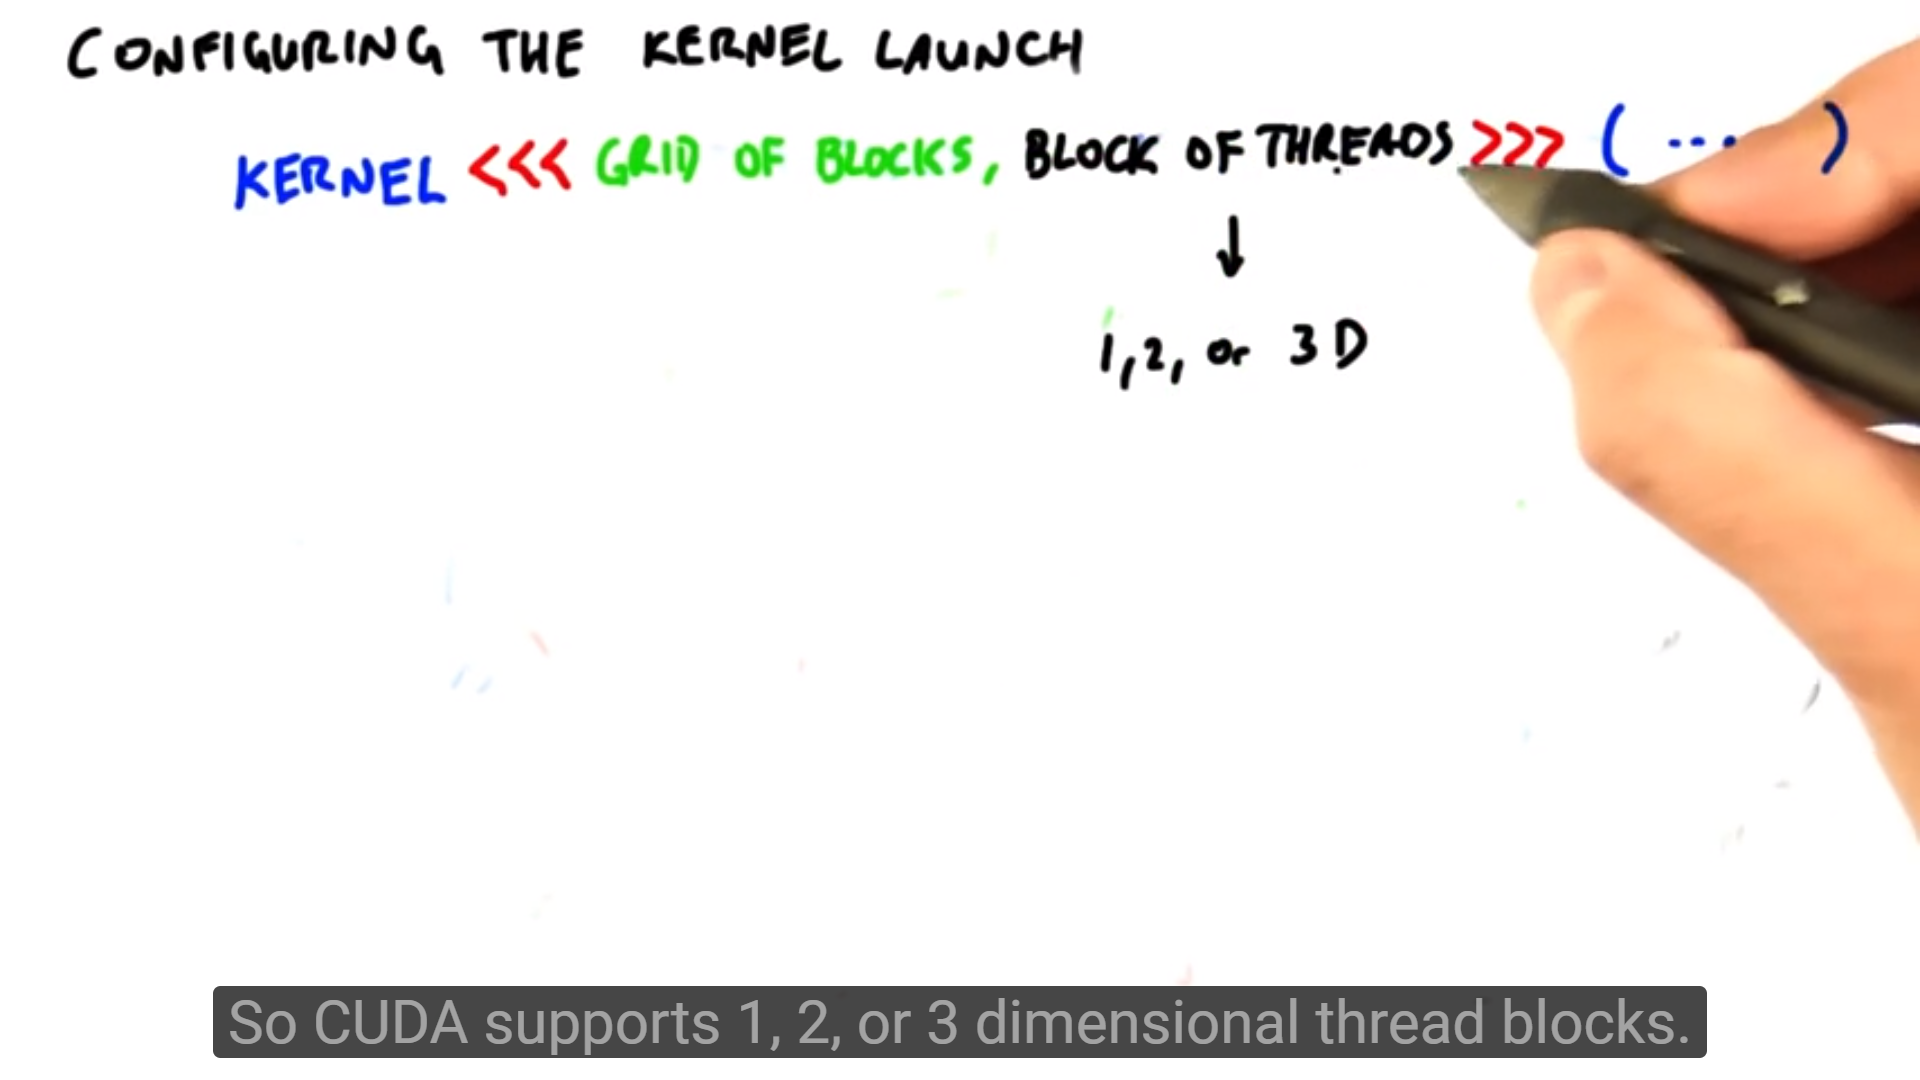 CONFIGURING THE KERNEL LAUNCH
KERNEL <<< GRID OF BLOCKS, BLOCK OF THREADS >>> ( ... )
1, 2, or 3D
So CUDA supports 1, 2, or 3 dimensional thread blocks.